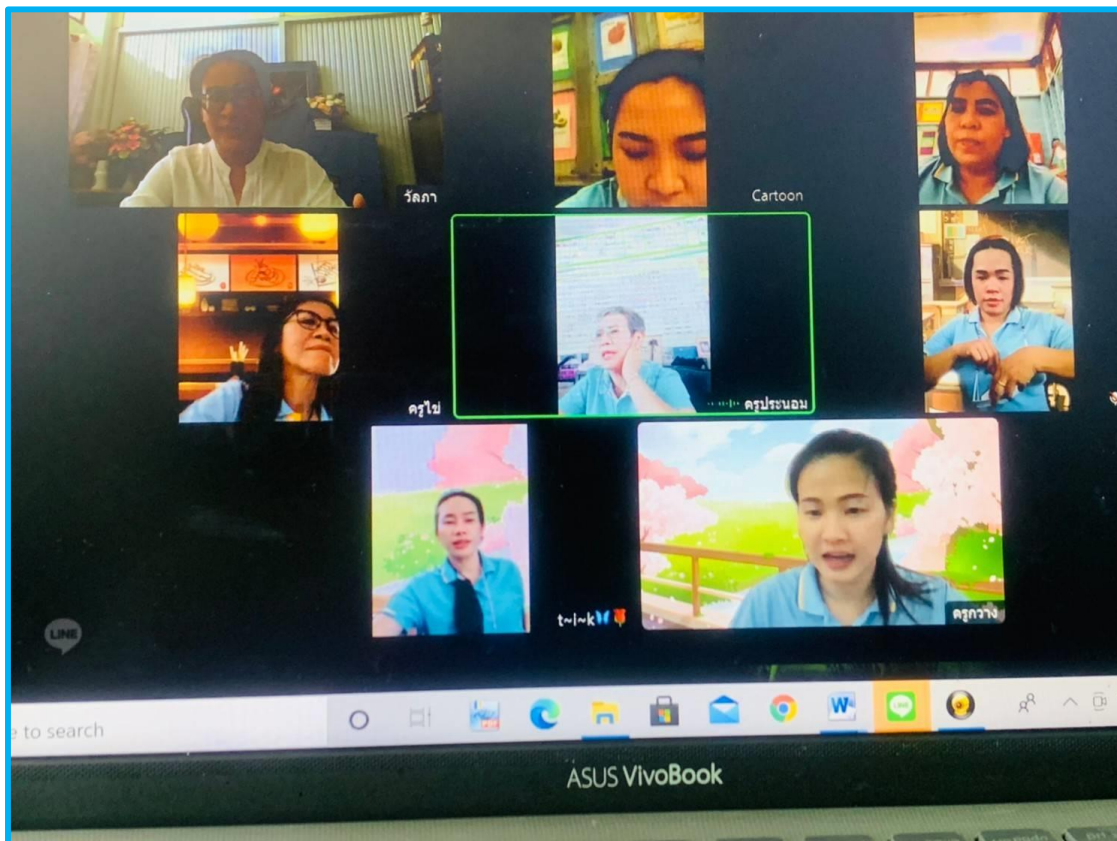 วัลภา
Cartoon
ครูไข่
ครูประนอม
t~i~k
ครูกวาง
LINE
to search
ASUS VivoBook